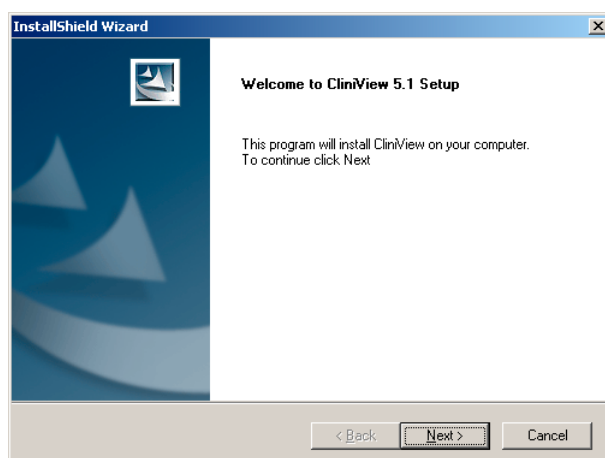 InstallShield Wizard
Welcome to CliniView 5.1 Setup
This program will install CliniView on your computer.
To continue click Next
< Back
Next >
Cancel